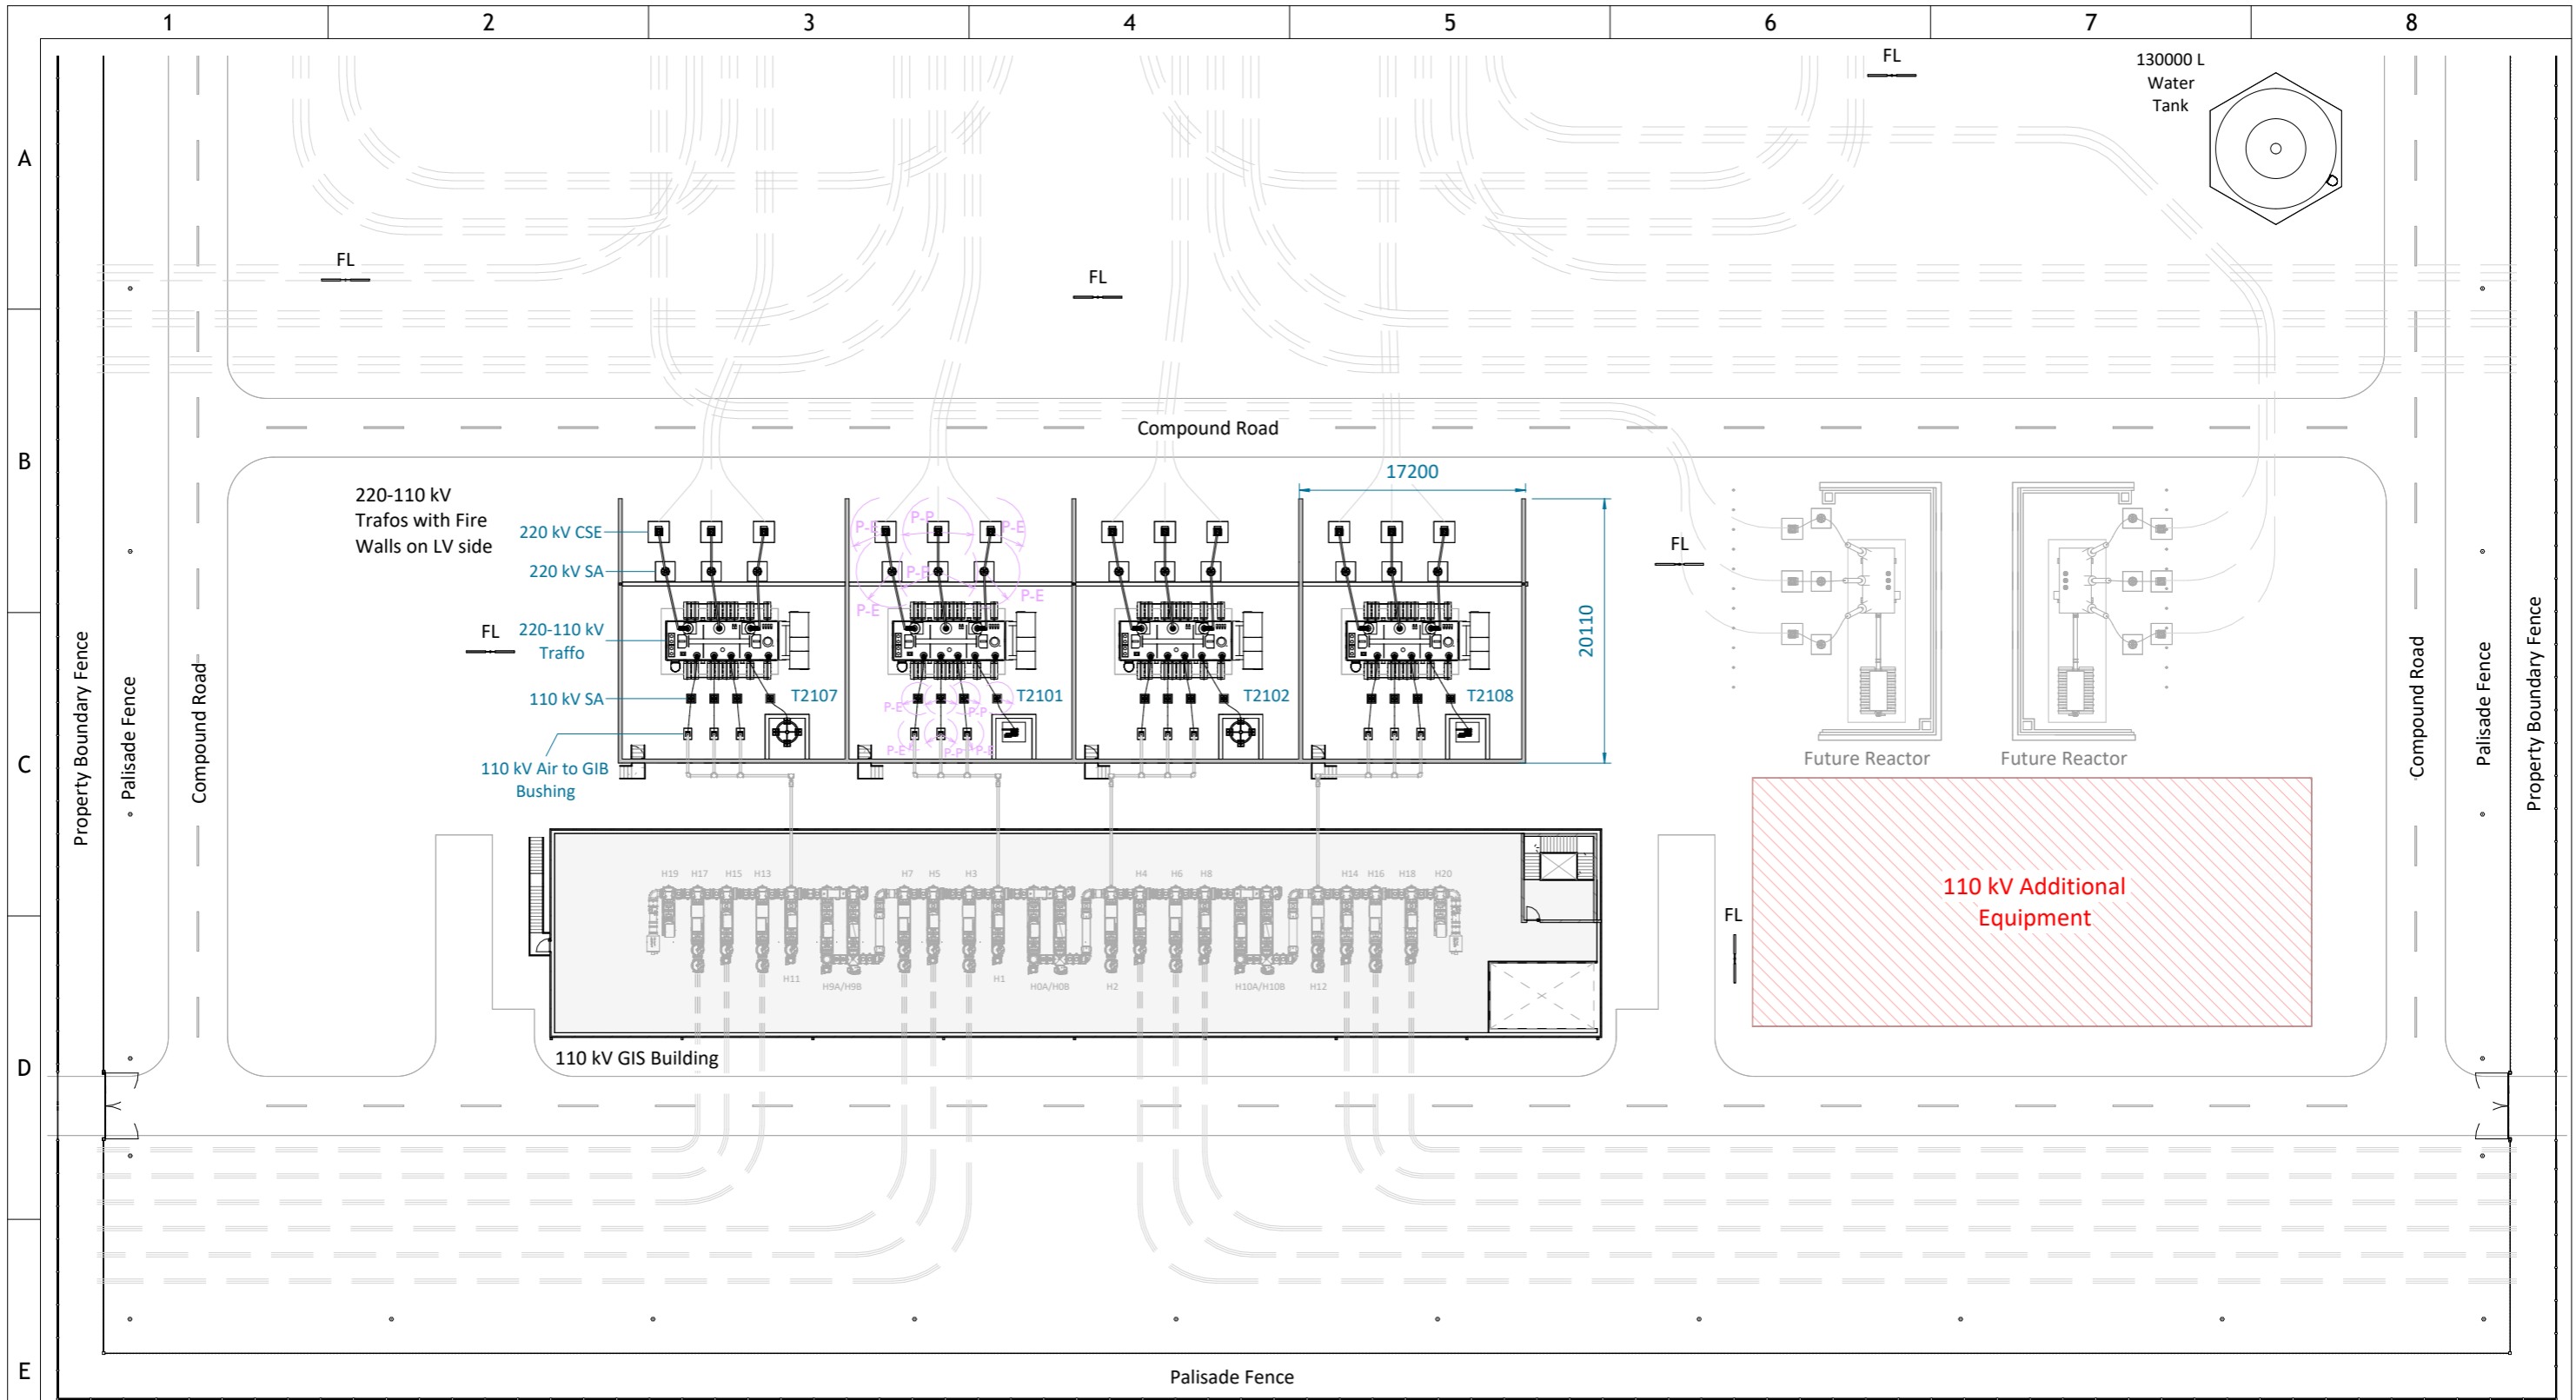 1 2 3 4 5 6 7 8
A
B
C
D
E
130000 L
Water
Tank
FL
FL
FL
Compound Road
17200
20110
220-110 kV
Trafos with Fire
Walls on LV side
220 kV CSE
220 kV SA
220-110 kV
Traffo
110 kV SA
110 kV Air to GIB
Bushing
FL
FL
P-E P-P P-E
P-E
P-E P-E
P-E P-P
P-E P-P P-E
T2107 T2101 T2102 T2108
Property Boundary Fence
Palisade Fence
Compound Road
Compound Road
Palisade Fence
Property Boundary Fence
Future Reactor Future Reactor
110 kV Additional
Equipment
FL
H19 H17 H15 H13 H7 H5 H3 H4 H6 H8 H14 H16 H18 H20
H11 H9A/H9B H1 H0A/H0B H2 H10A/H10B H12
110 kV GIS Building
Palisade Fence